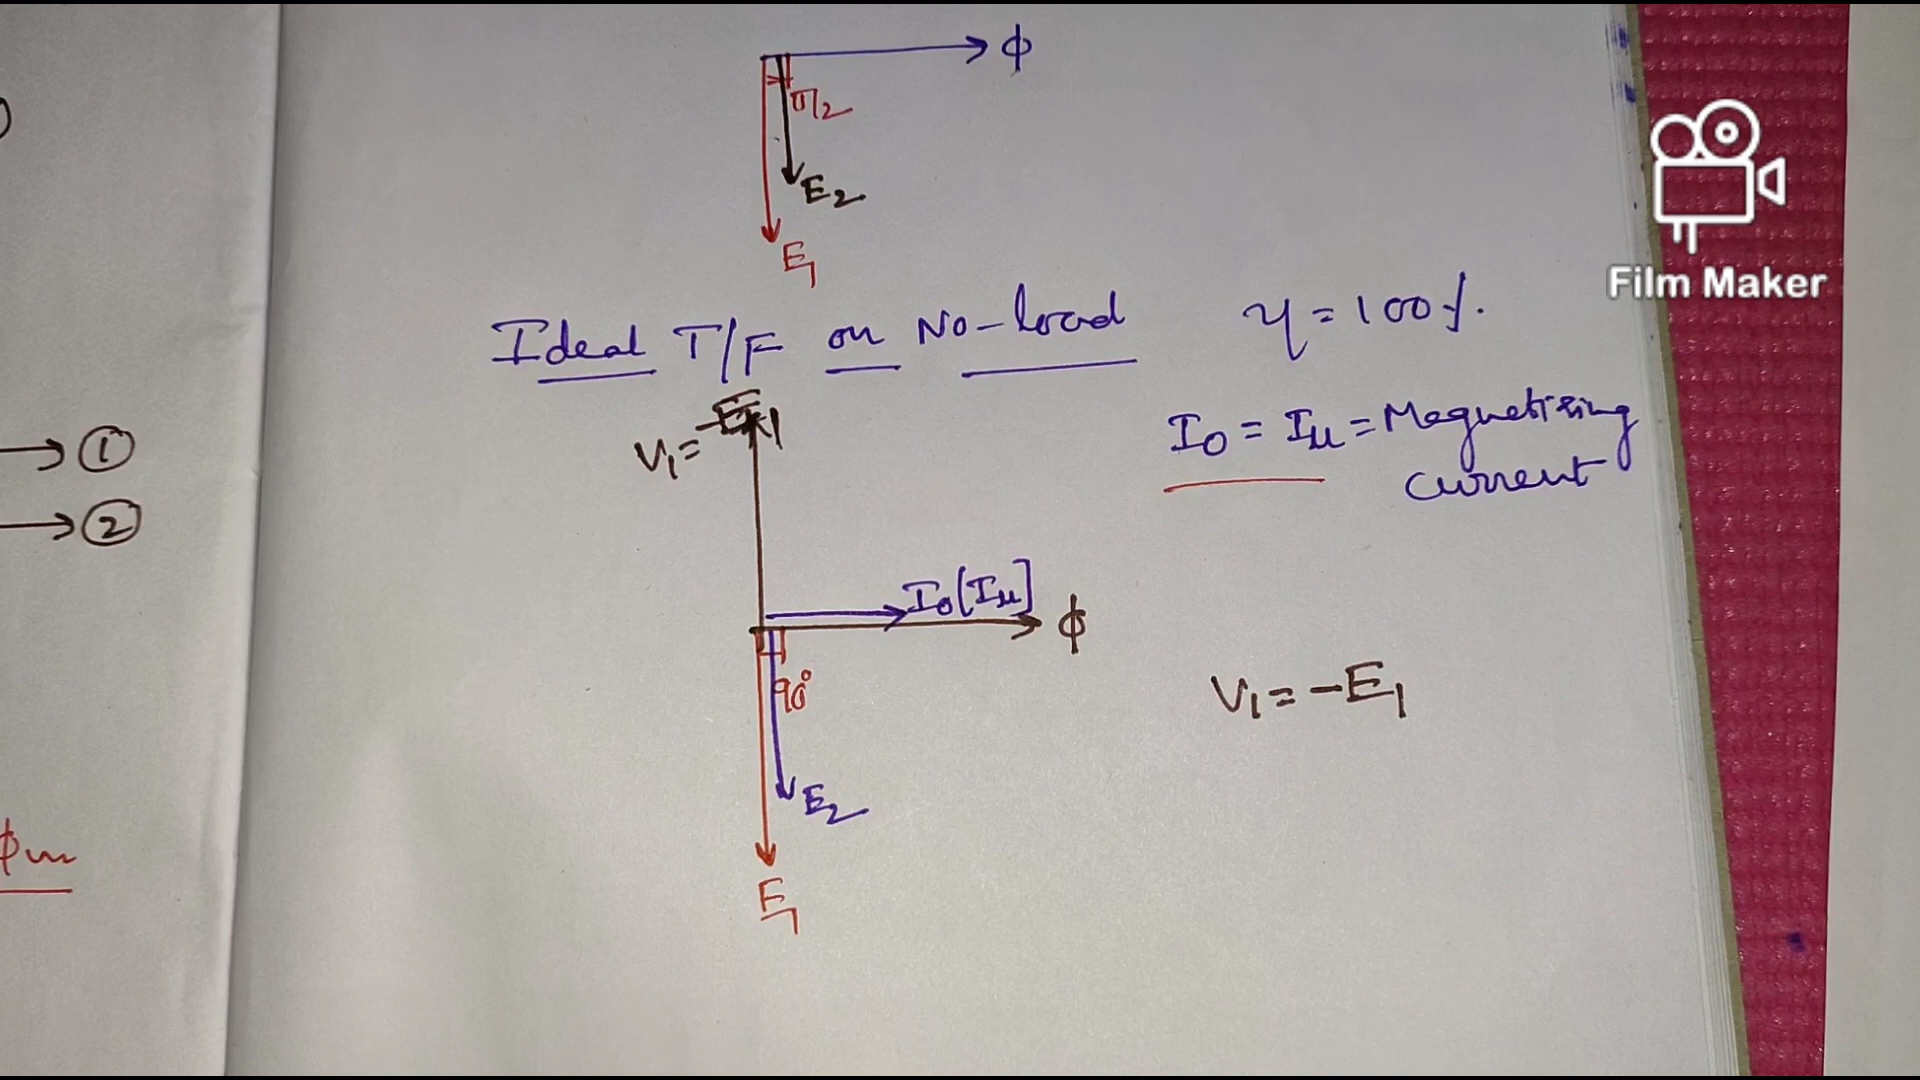 ϕ
π/2
E2
E1
Ideal T/F on No-load η = 100%.
V1 = -E1
I0 = Iμ = Magnetising
current
①
②
I0[Iμ]
ϕ
90°
V1 = -E1
E2
ϕm
E1
Film Maker